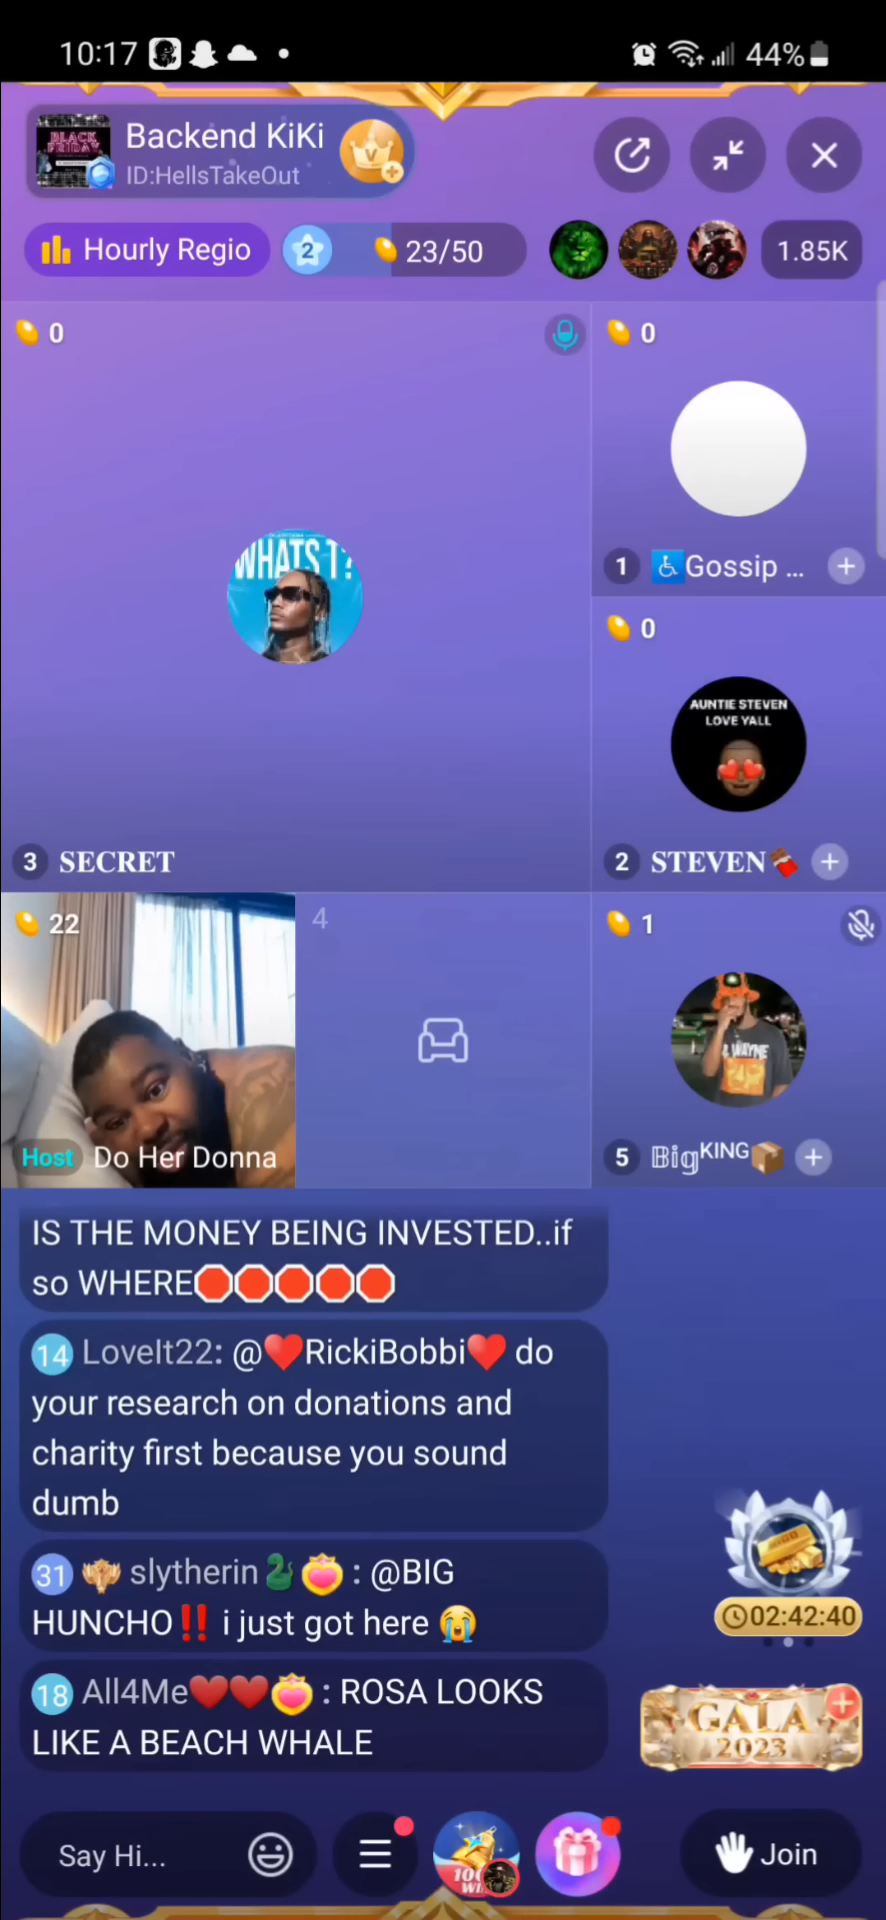 10:17
44%
BLACK
FRIDAY
Backend KiKi
V
ID:HellsTakeOut
Hourly Regio
2
23/50
1.85K
0
0
WHATS T?
1 ♿Gossip ...
0
AUNTIE STEVEN
LOVE YALL
3 SECRET
2 STEVEN🍫
22
4
1
WAYNE
Host Do Her Donna
5 𝔹𝕚𝕘ᴷᴵᴺᴳ📦
IS THE MONEY BEING INVESTED..if
so WHERE🛑🛑🛑🛑🛑
14 LoveIt22: @❤️RickiBobbi❤️ do
your research on donations and
charity first because you sound
dumb
31 slytherin🐍: @BIG
HUNCHO‼️ i just got here 😭
18 All4Me❤️❤️: ROSA LOOKS
LIKE A BEACH WHALE
BIGO
02:42:40
GALA
2023
Say Hi...
Join